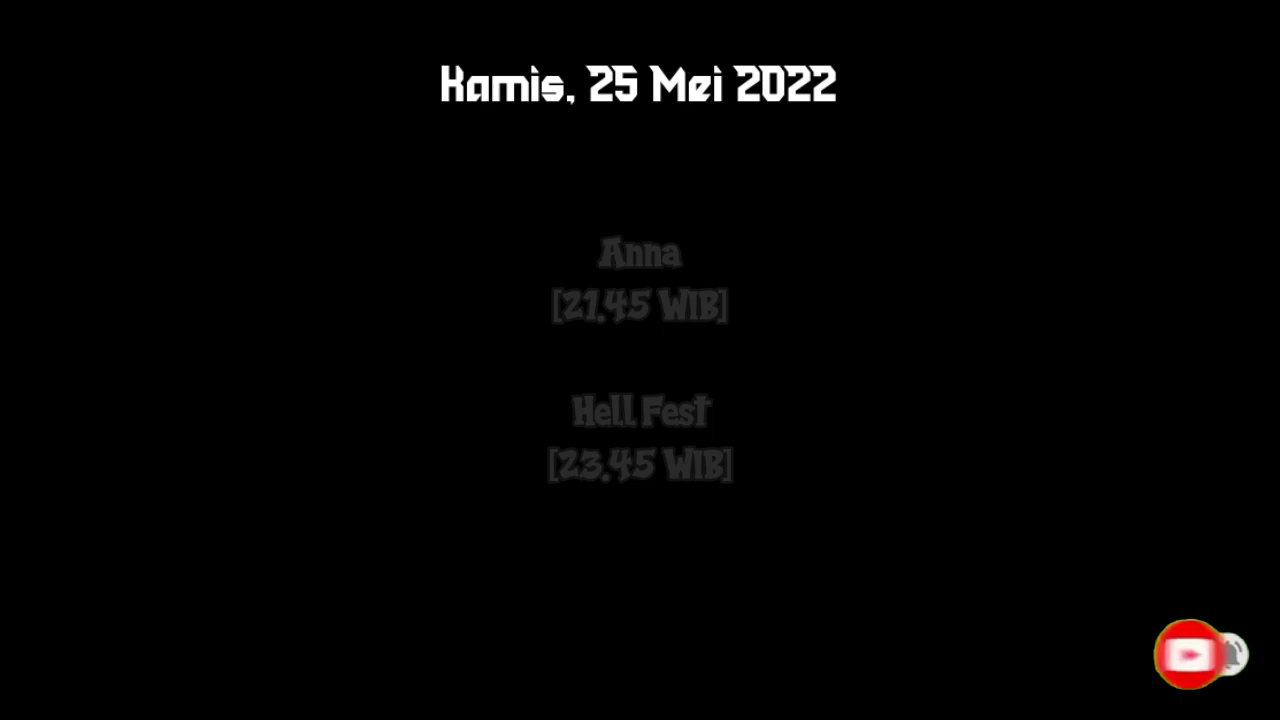 Kamis, 25 Mei 2022
Anna
[21.45 WIB]
Hell Fest
[23.45 WIB]